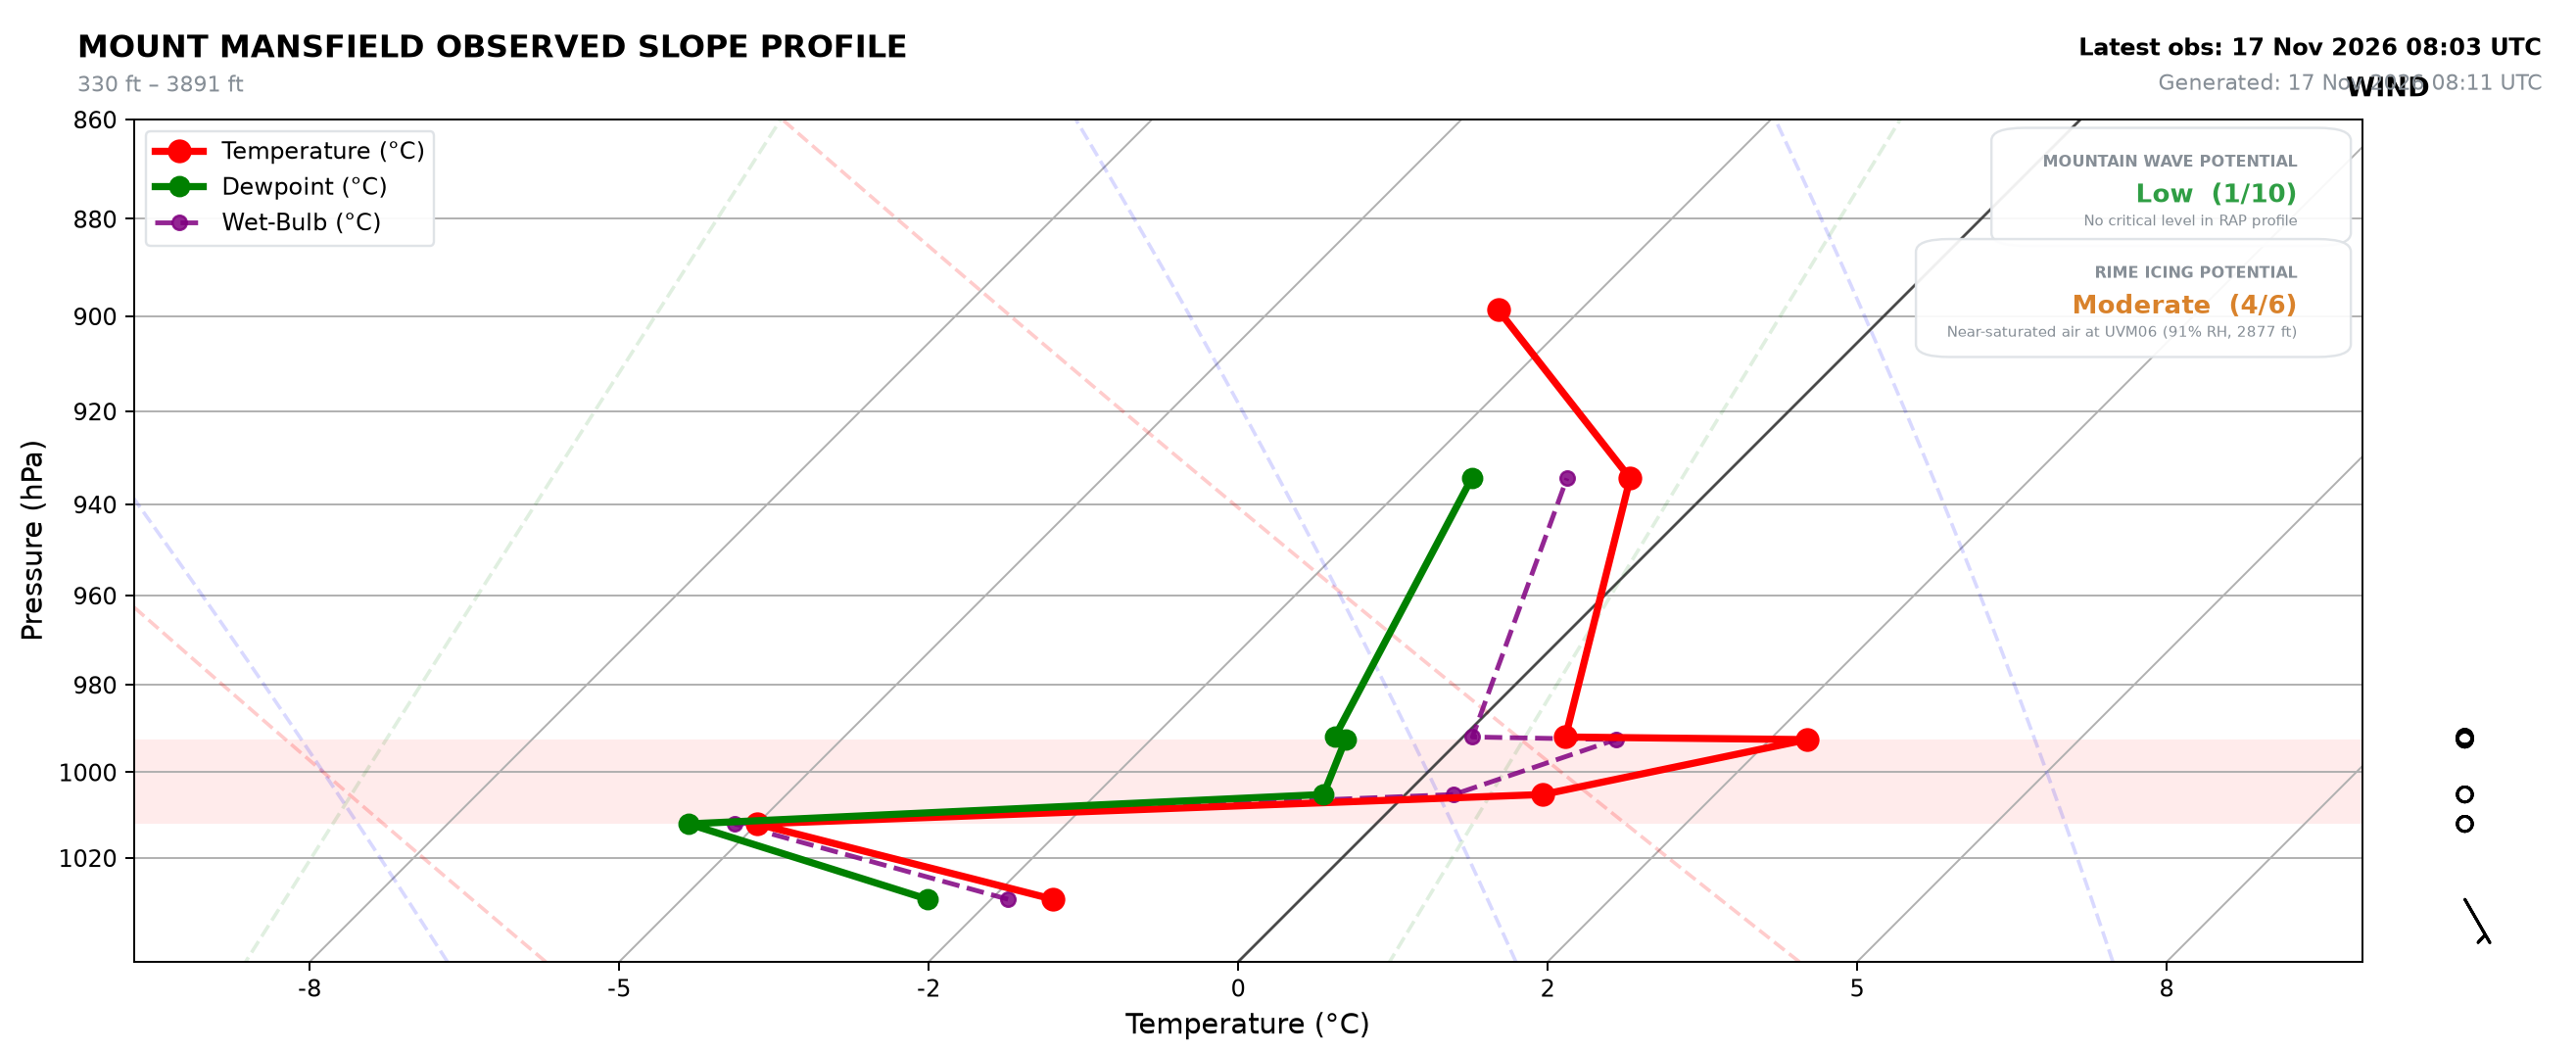 MOUNT MANSFIELD OBSERVED SLOPE PROFILE
330 ft – 3891 ft
Latest obs: 17 Nov 2026 08:03 UTC
Generated: 17 Nov 2026 08:11 UTC
WIND
Temperature (°C)
Dewpoint (°C)
Wet-Bulb (°C)
MOUNTAIN WAVE POTENTIAL
Low (1/10)
No critical level in RAP profile
RIME ICING POTENTIAL
Moderate (4/6)
Near-saturated air at UVM06 (91% RH, 2877 ft)
Pressure (hPa)
860
880
900
920
940
960
980
1000
1020
-8
-5
-2
0
2
5
8
Temperature (°C)